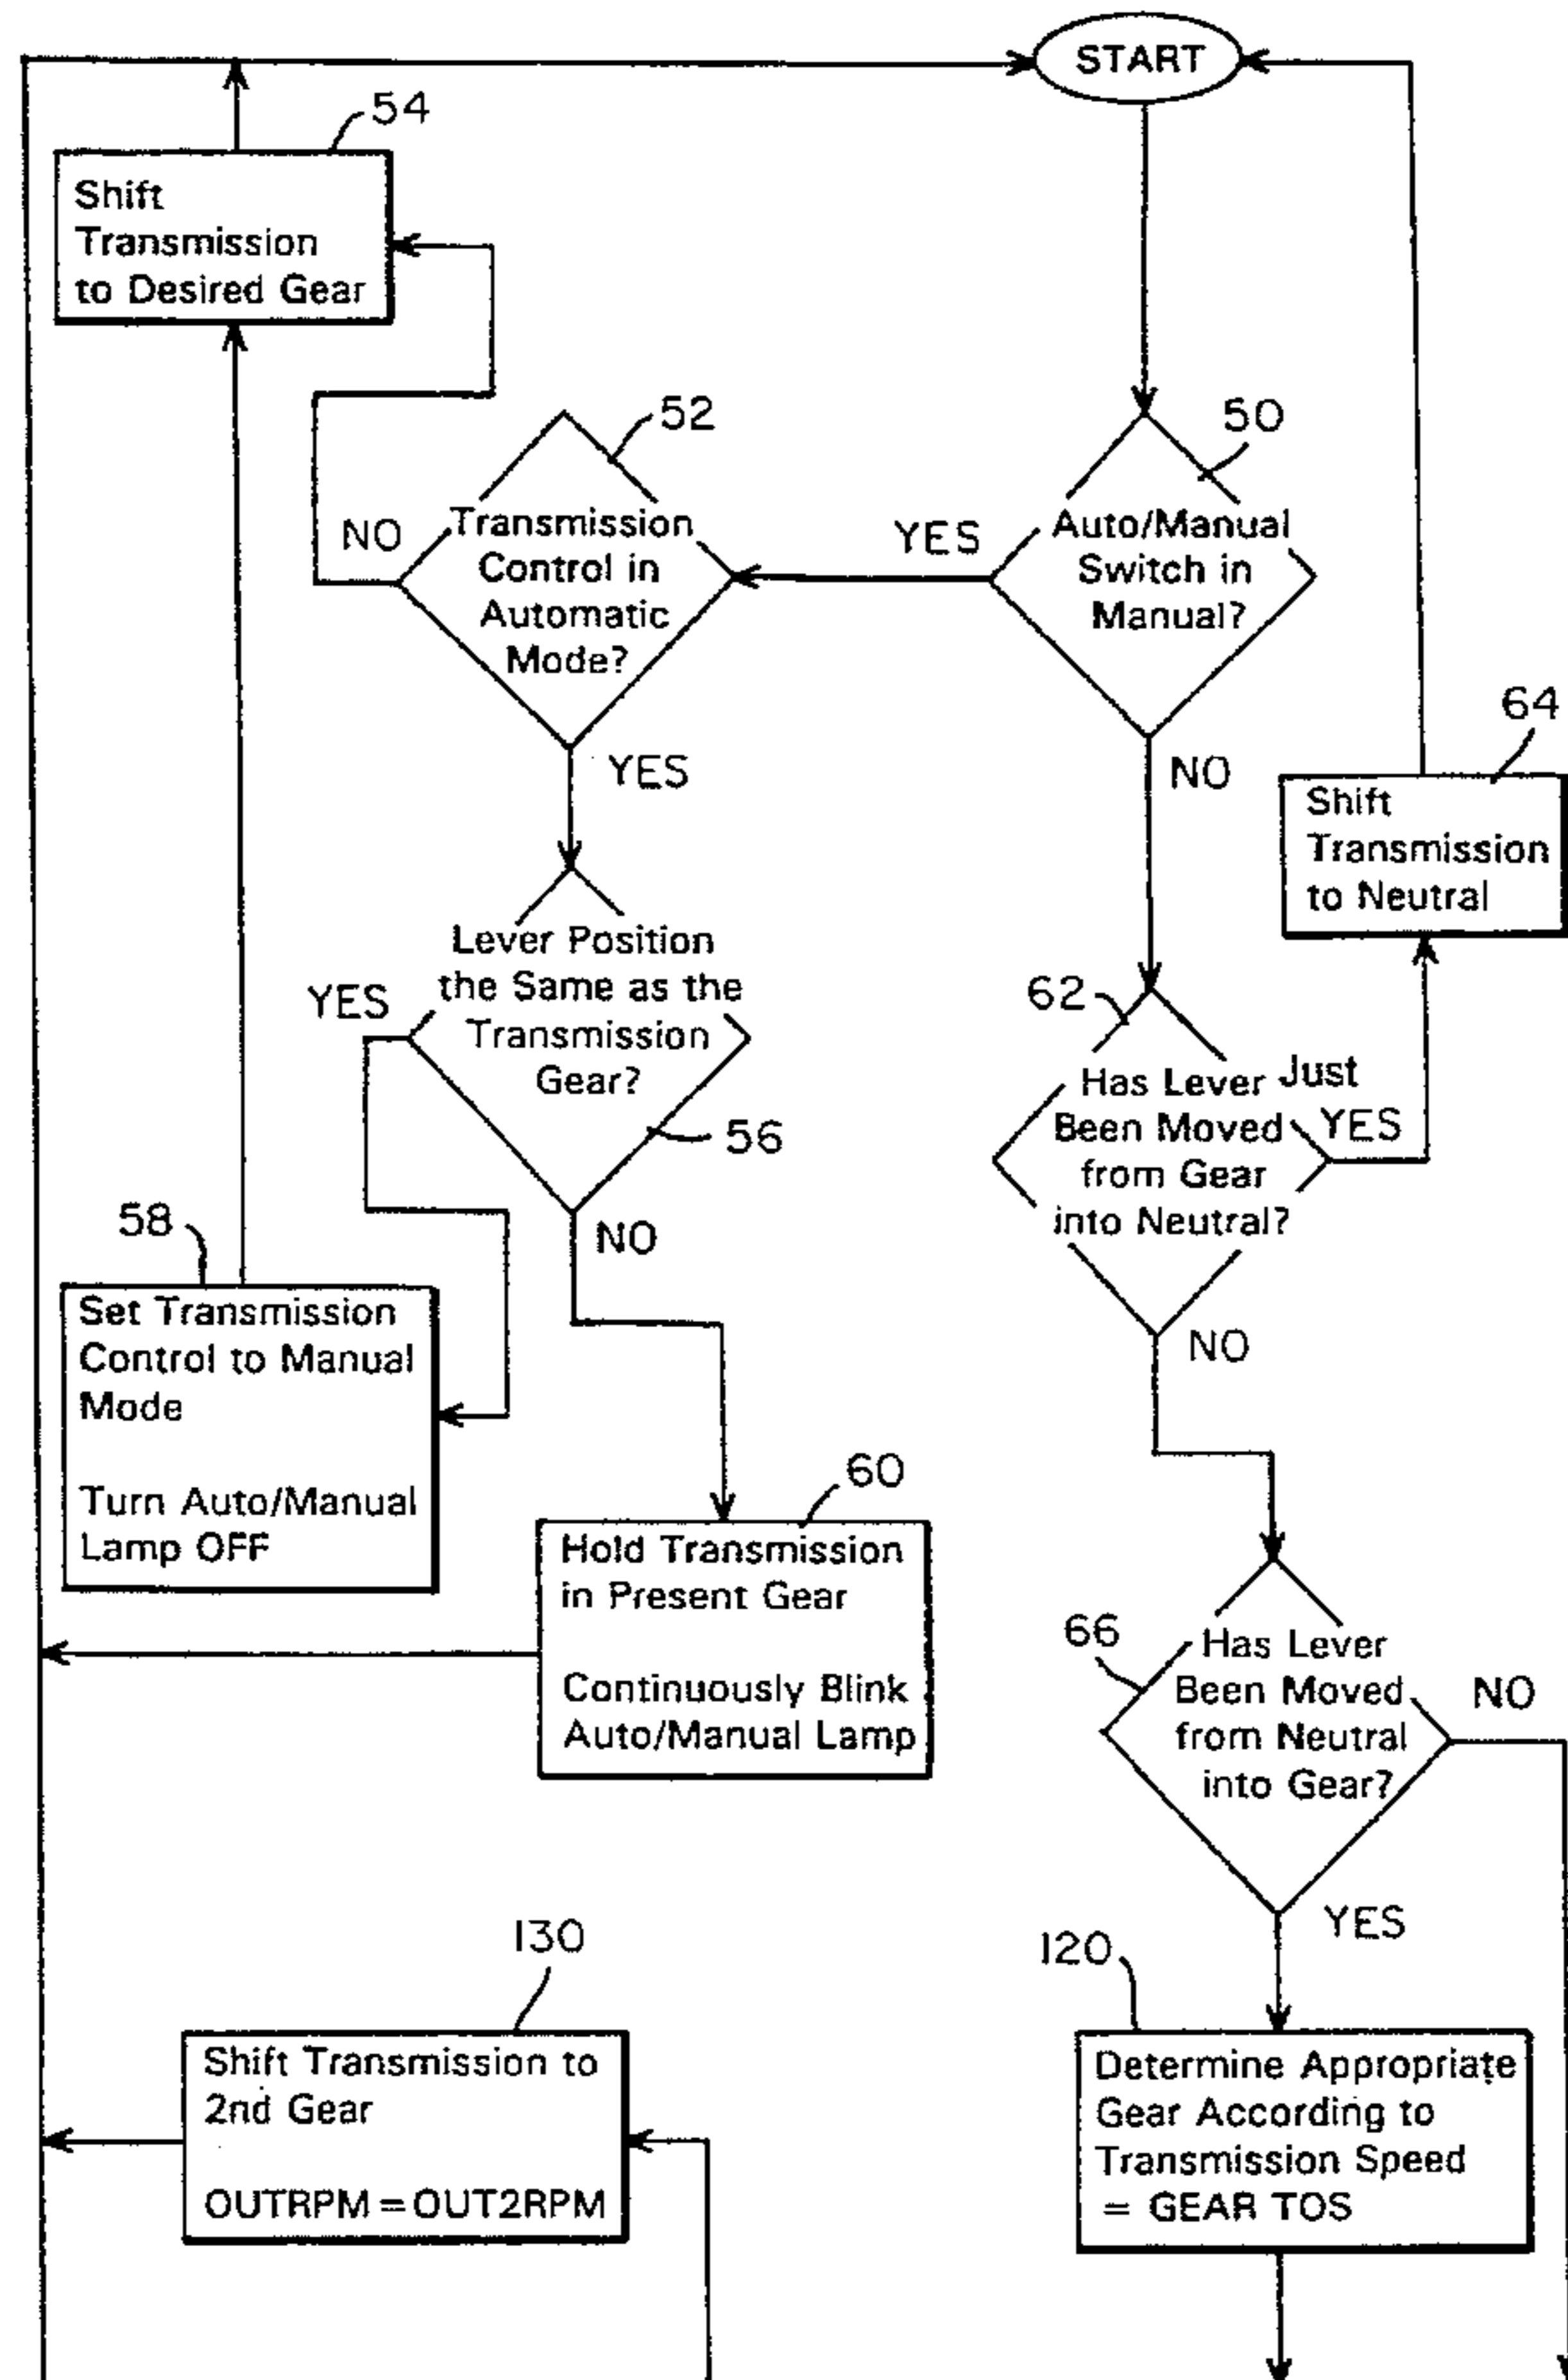 START
54
Shift
Transmission
to Desired Gear
52
50
NO
Transmission
Control in
Automatic
Mode?
YES
Auto/Manual
Switch in
Manual?
YES
NO
64
Shift
Transmission
to Neutral
Lever Position
the Same as the
Transmission
Gear?
YES
56
NO
62
Has Lever Just
Been Moved
from Gear
into Neutral?
YES
NO
58
Set Transmission
Control to Manual
Mode
Turn Auto/Manual
Lamp OFF
60
Hold Transmission
in Present Gear
Continuously Blink
Auto/Manual Lamp
66
Has Lever
Been Moved
from Neutral
into Gear?
NO
YES
130
Shift Transmission to
2nd Gear
OUTRPM = OUT2RPM
120
Determine Appropriate
Gear According to
Transmission Speed
= GEAR TOS